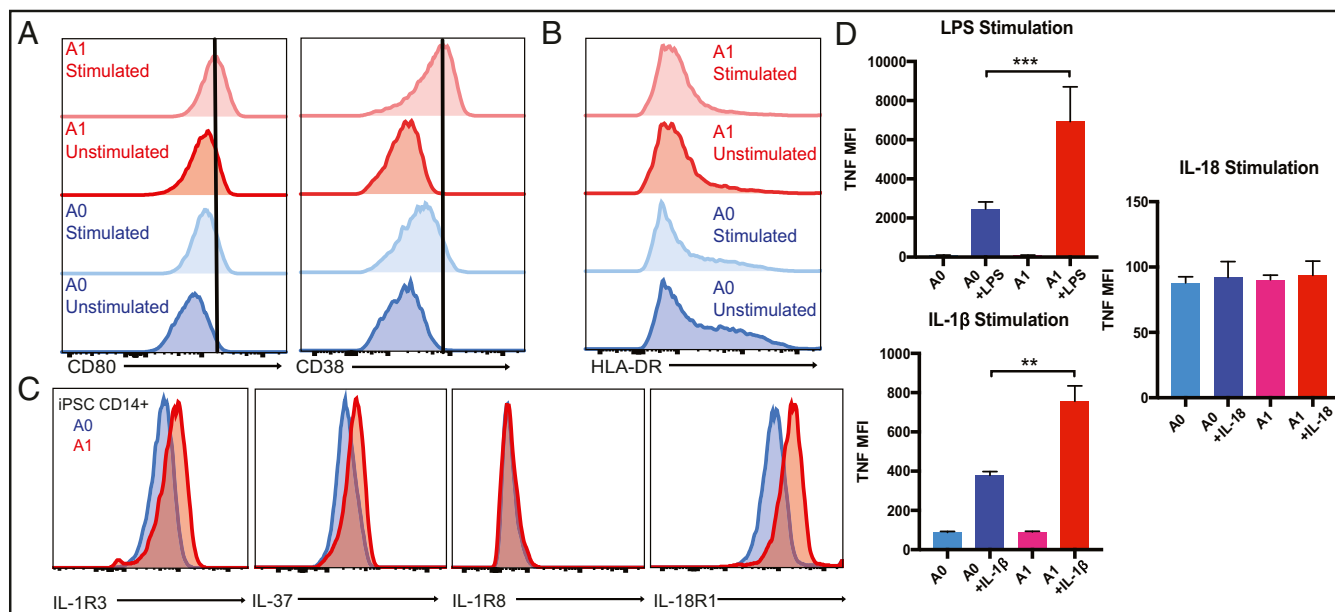 A
A1
Stimulated
A1
Unstimulated
A0
Stimulated
A0
Unstimulated
CD80
CD38
B
A1
Stimulated
A1
Unstimulated
A0
Stimulated
A0
Unstimulated
HLA-DR
C
iPSC CD14+
A0
A1
IL-1R3
IL-37
IL-1R8
IL-18R1
D
LPS Stimulation
***
TNF MFI
10000
8000
6000
4000
2000
0
A0
A0
+LPS
A1
A1
+LPS
IL-1β Stimulation
**
TNF MFI
1000
800
600
400
200
0
A0
A0
+IL-1β
A1
A1
+IL-1β
IL-18 Stimulation
TNF MFI
150
100
50
0
A0
A0
+IL-18
A1
A1
+IL-18